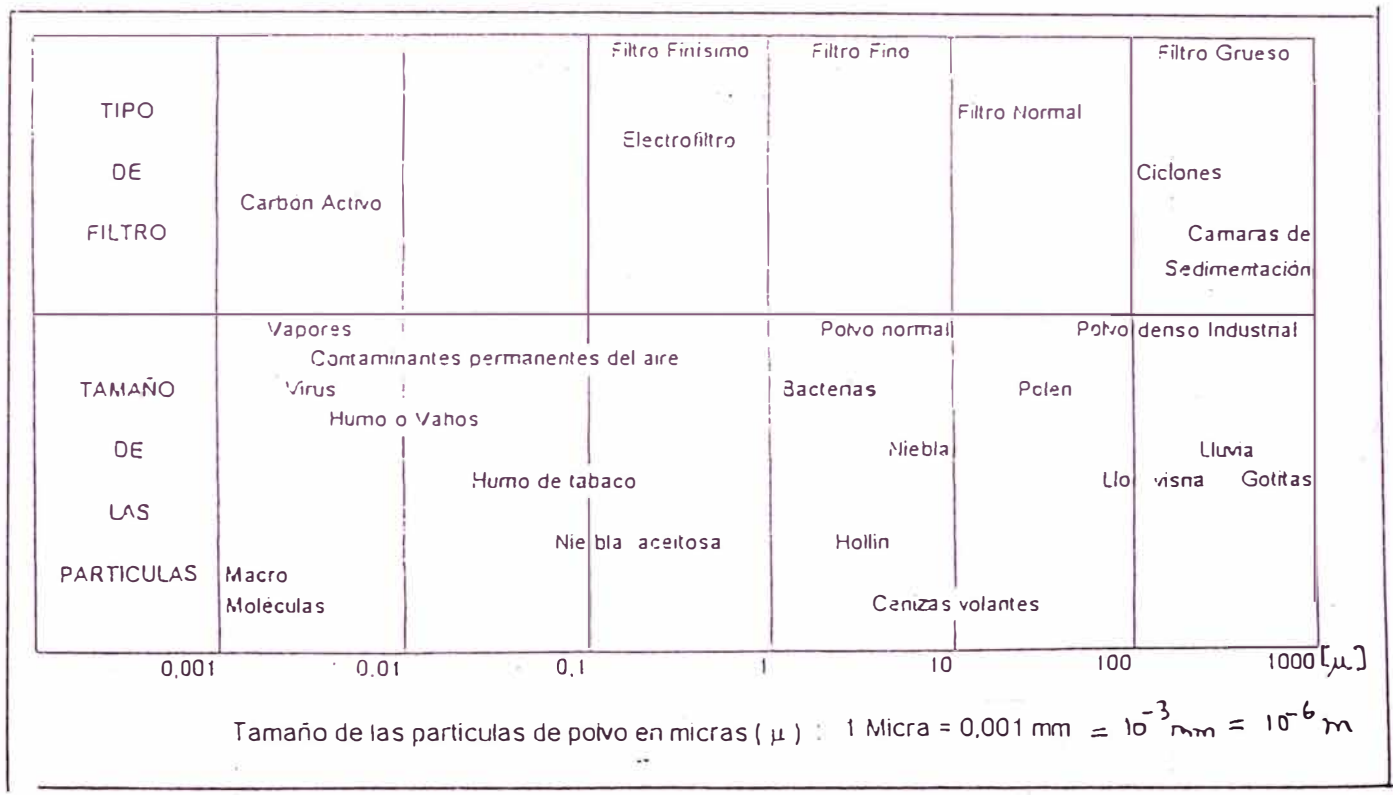 Filtro Finísimo Filtro Fino Filtro Grueso
TIPO Filtro Normal
Electrofiltro
DE Ciclones
Carbón Activo
FILTRO Camaras de
Sedimentación
Vapores Polvo normal Polvo denso Industrial
Contaminantes permanentes del aire
TAMAÑO Virus Bacterias Polen
Humo o Vahos
DE Niebla Lluvia
Humo de tabaco Llovisna Gotitas
LAS
Niebla aceitosa Hollin
PARTICULAS Macro
Moléculas Cenizas volantes
0,001 0.01 0,1 1 10 100 1000 [μ]
Tamaño de las particulas de polvo en micras ( μ ) : 1 Micra = 0,001 mm = 10⁻³ mm = 10⁻⁶ m